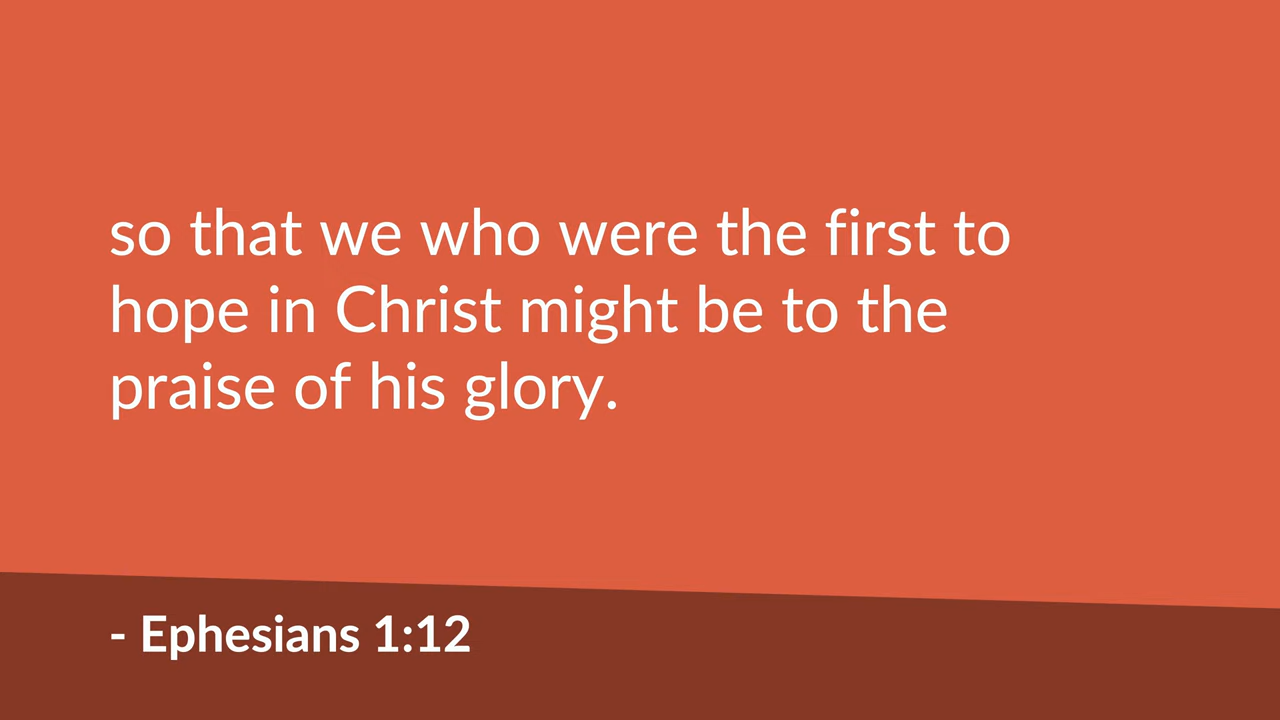 so that we who were the first to
hope in Christ might be to the
praise of his glory.
- Ephesians 1:12